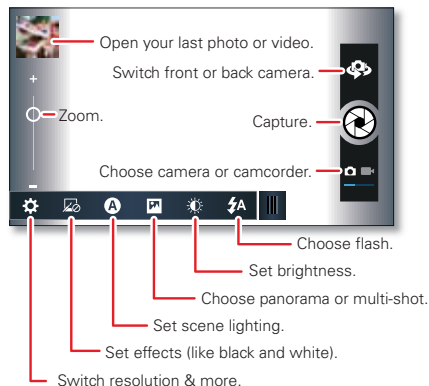 Open your last photo or video.
Switch front or back camera.
+
Zoom.
Capture.
Choose camera or camcorder.
A
A
Choose flash.
Set brightness.
Choose panorama or multi-shot.
Set scene lighting.
Set effects (like black and white).
Switch resolution & more.